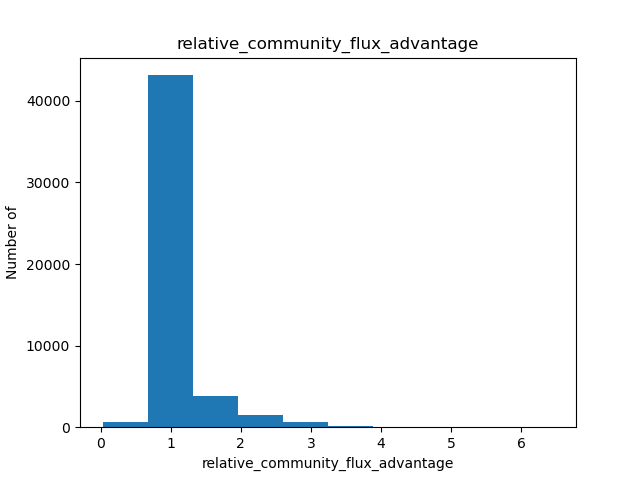 relative_community_flux_advantage
Number of
40000
30000
20000
10000
0
0 1 2 3 4 5 6
relative_community_flux_advantage